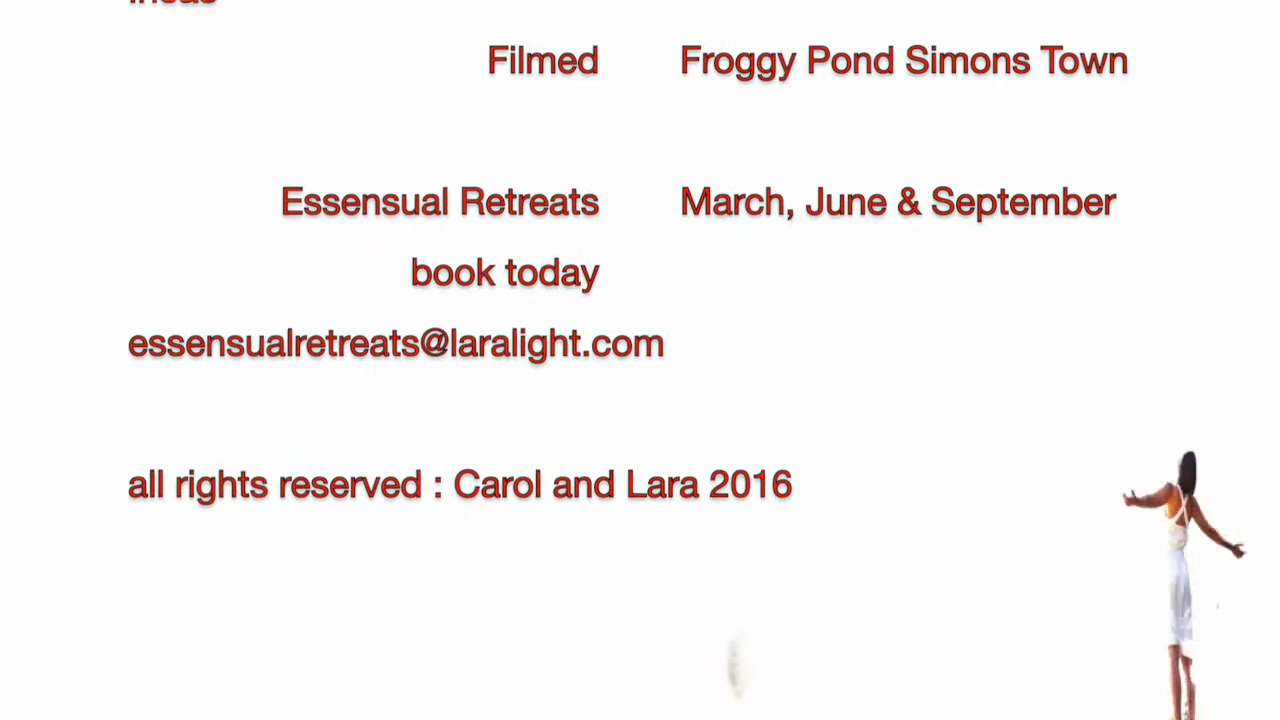 Filmed Froggy Pond Simons Town
Essensual Retreats March, June & September
book today
essensualretreats@laralight.com
all rights reserved : Carol and Lara 2016